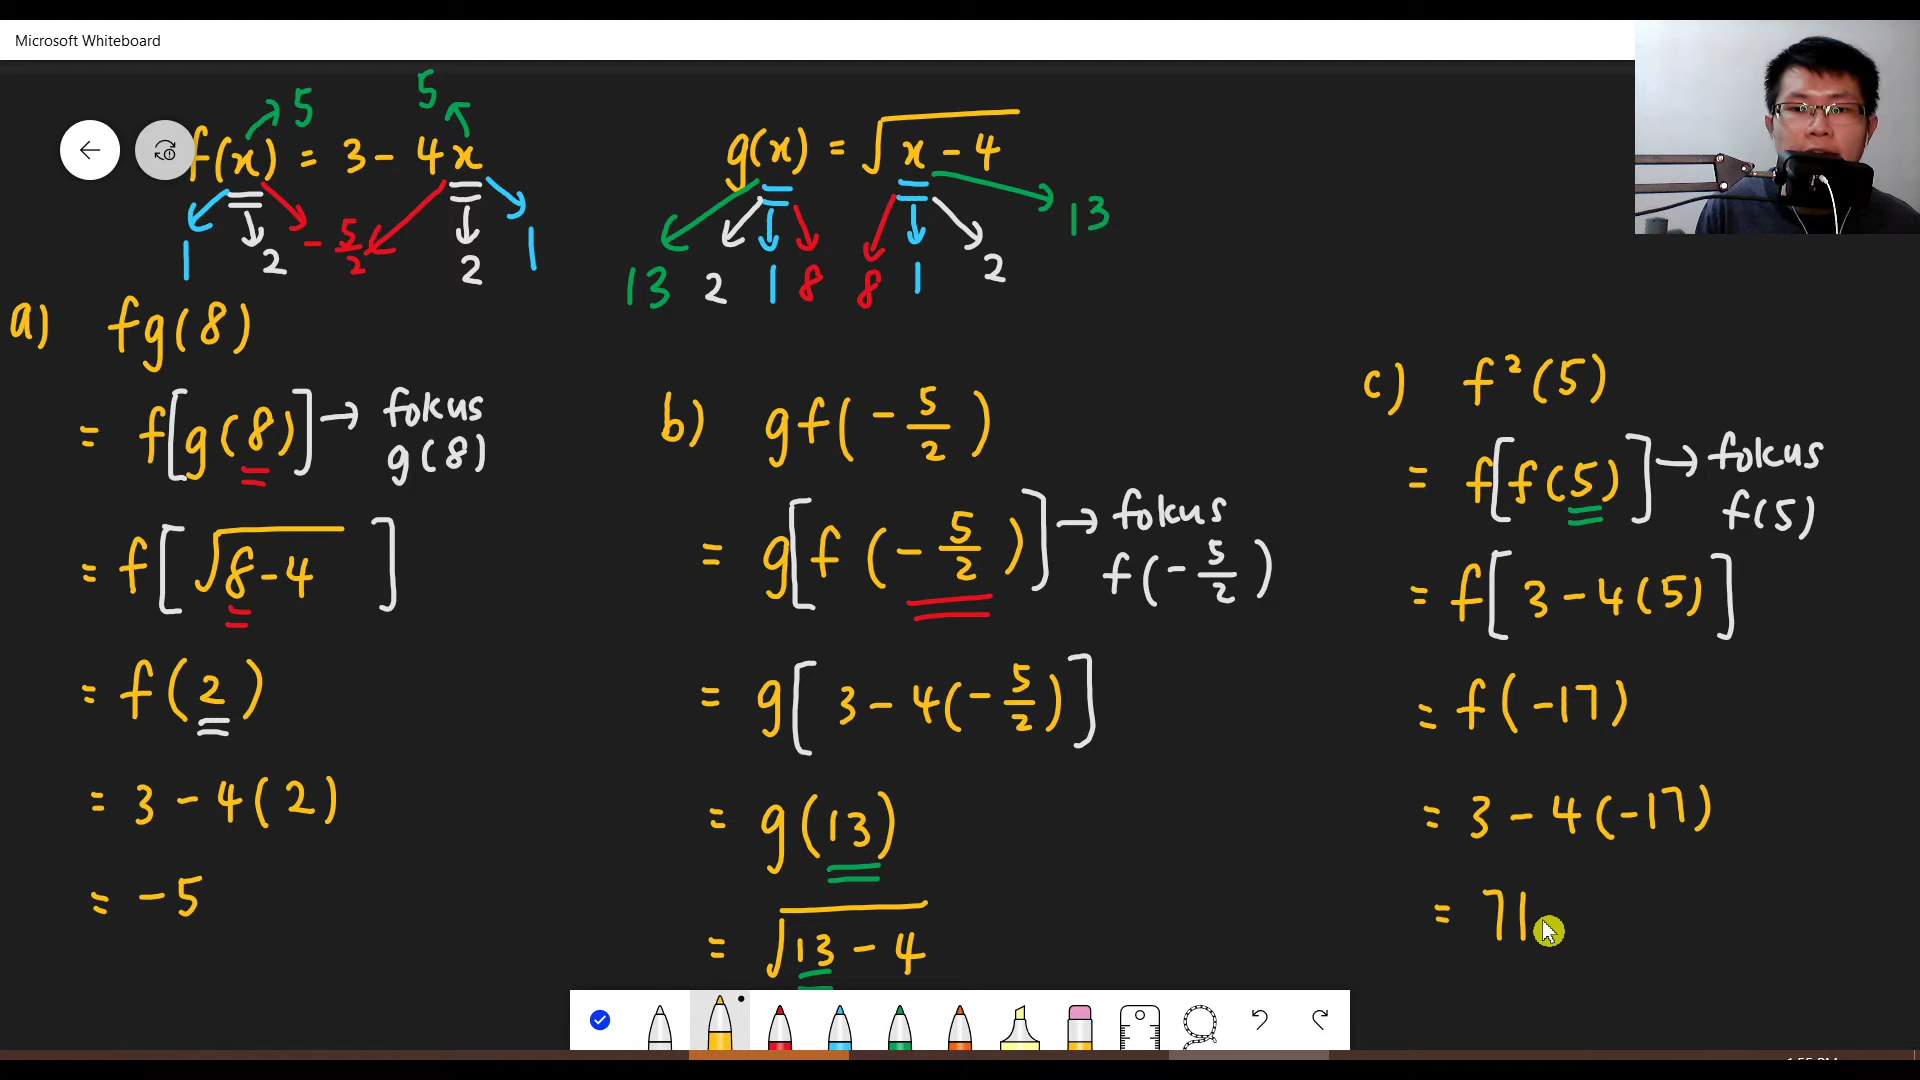 Microsoft Whiteboard
5 5
f(x) = 3 - 4x
1 2 -5/2 2 1
g(x) = √(x - 4)
13 2 1 8 8 1 2 13
a) fg(8)
= f[g(8)] → fokus g(8)
= f[√(8-4)]
= f(2)
= 3 - 4(2)
= -5
b) gf(-5/2)
= g[f(-5/2)] → fokus f(-5/2)
= g[3 - 4(-5/2)]
= g(13)
= √(13 - 4)
c) f²(5)
= f[f(5)] → fokus f(5)
= f[3 - 4(5)]
= f(-17)
= 3 - 4(-17)
= 71